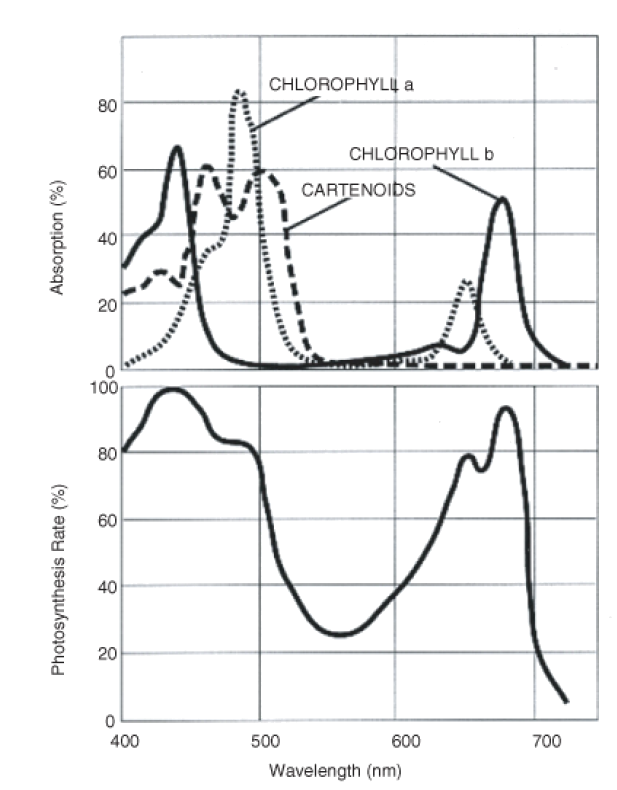 CHLOROPHYLL a
CHLOROPHYLL b
CARTENOIDS
Absorption (%)
80
60
40
20
0
100
80
60
40
20
0
Photosynthesis Rate (%)
400 500 600 700
Wavelength (nm)